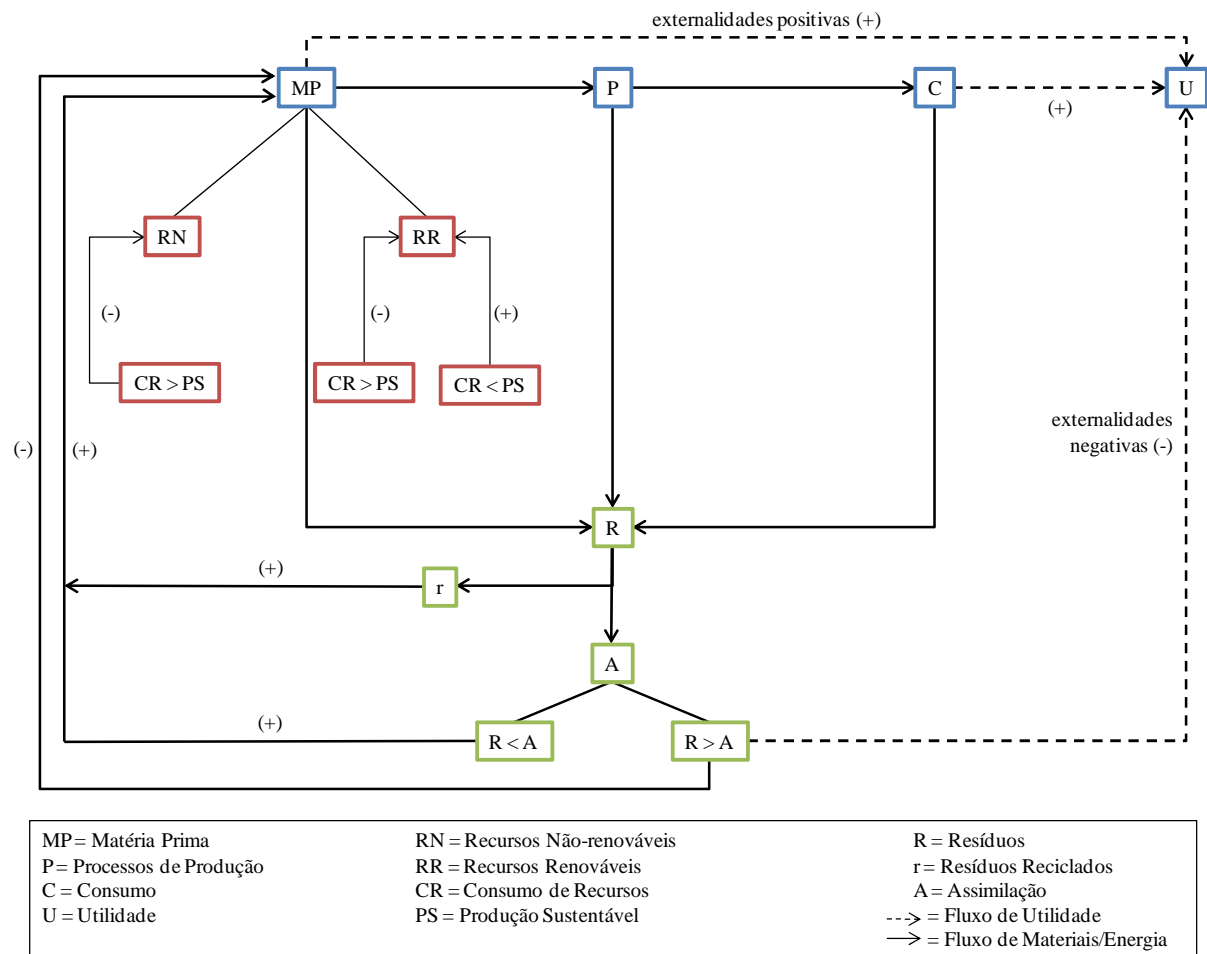 externalidades positivas (+)
MP
P
C
U
(+)
RN
RR
(-)
(-)
(+)
CR > PS
CR > PS
CR < PS
(-)
(+)
externalidades
negativas (-)
R
(+)
r
A
(+)
R < A
R > A
MP = Matéria Prima
P = Processos de Produção
C = Consumo
U = Utilidade
RN = Recursos Não-renováveis
RR = Recursos Renováveis
CR = Consumo de Recursos
PS = Produção Sustentável
R = Resíduos
r = Resíduos Reciclados
A = Assimilação
= Fluxo de Utilidade
= Fluxo de Materiais/Energia